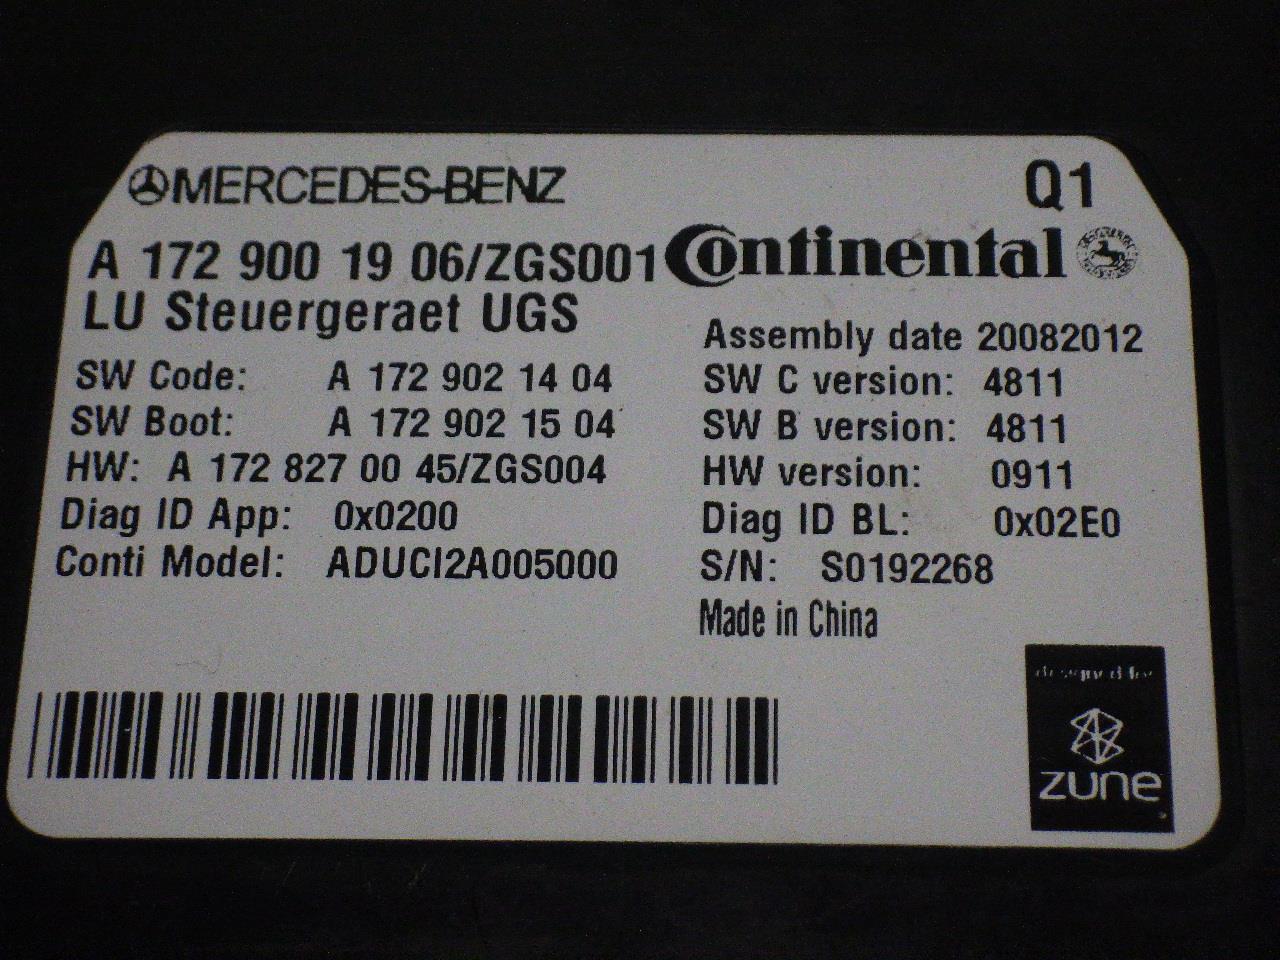 MERCEDES-BENZ
Q1
A 172 900 19 06/ZGS001
Continental
LU Steuergeraet UGS
Assembly date 20082012
SW Code: A 172 902 14 04
SW C version: 4811
SW Boot: A 172 902 15 04
SW B version: 4811
HW: A 172 827 00 45/ZGS004
HW version: 0911
Diag ID App: 0x0200
Diag ID BL: 0x02E0
Conti Model: ADUCI2A005000
S/N: S0192268
Made in China
designed by
zune